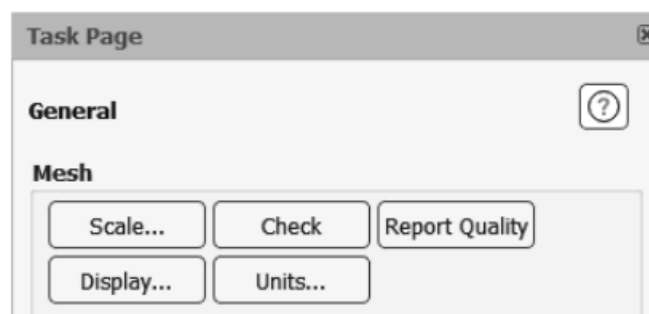 Task Page
General
?
Mesh
Scale... Check Report Quality
Display... Units...